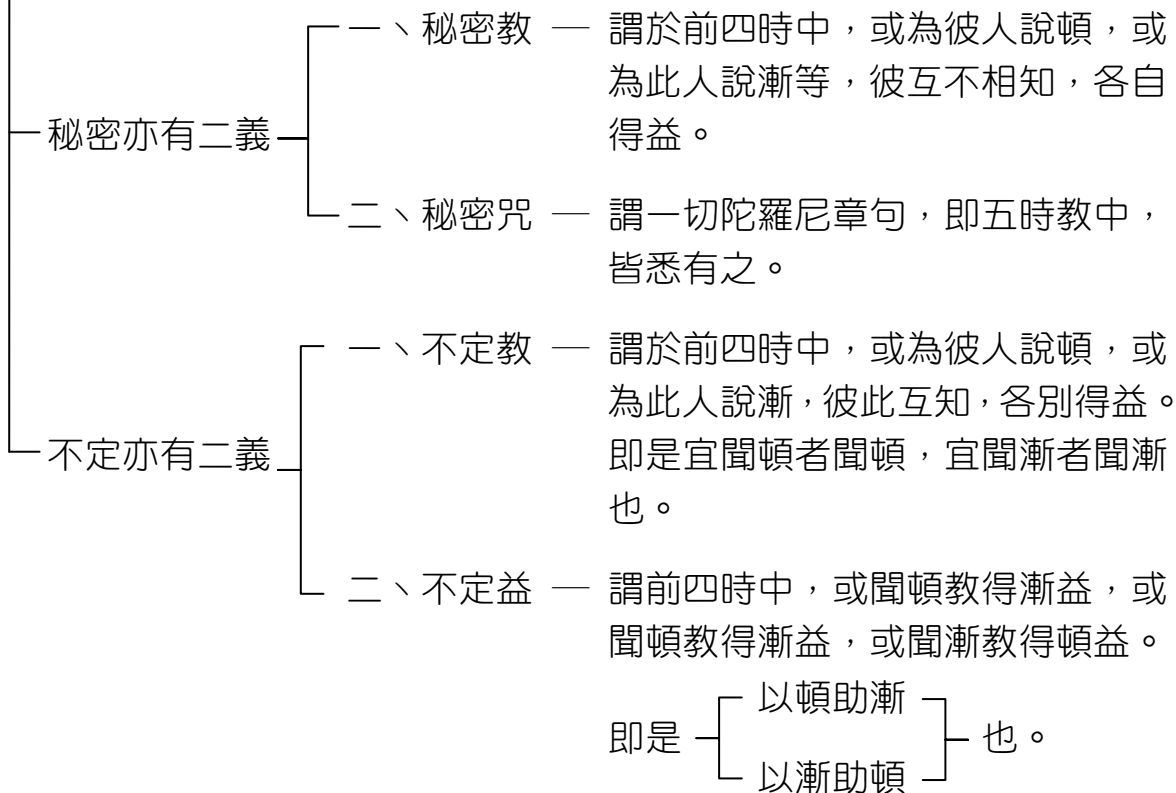 一、秘密教 — 謂於前四時中，或為彼人說頓，或
為此人說漸等，彼互不相知，各自
得益。
秘密亦有二義
二、秘密咒 — 謂一切陀羅尼章句，即五時教中，
皆悉有之。
一、不定教 — 謂於前四時中，或為彼人說頓，或
為此人說漸，彼此互知，各別得益。
即是宜聞頓者聞頓，宜聞漸者聞漸
也。
不定亦有二義
二、不定益 — 謂前四時中，或聞頓教得漸益，或
聞頓教得漸益，或聞漸教得頓益。
以頓助漸
即是 也。
以漸助頓